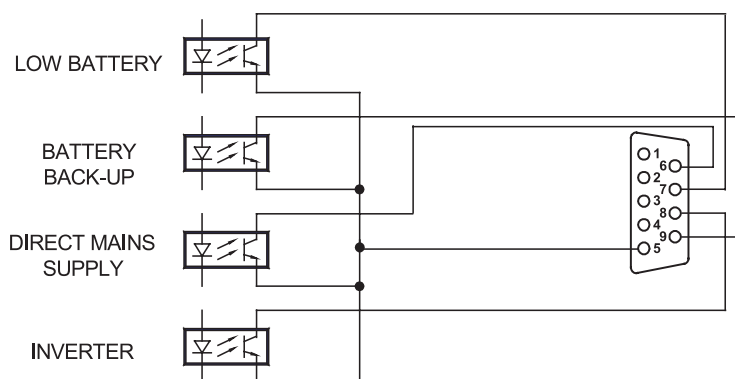 LOW BATTERY
BATTERY
BACK-UP
DIRECT MAINS
SUPPLY
INVERTER
1
6
2
7
3
8
4
9
5